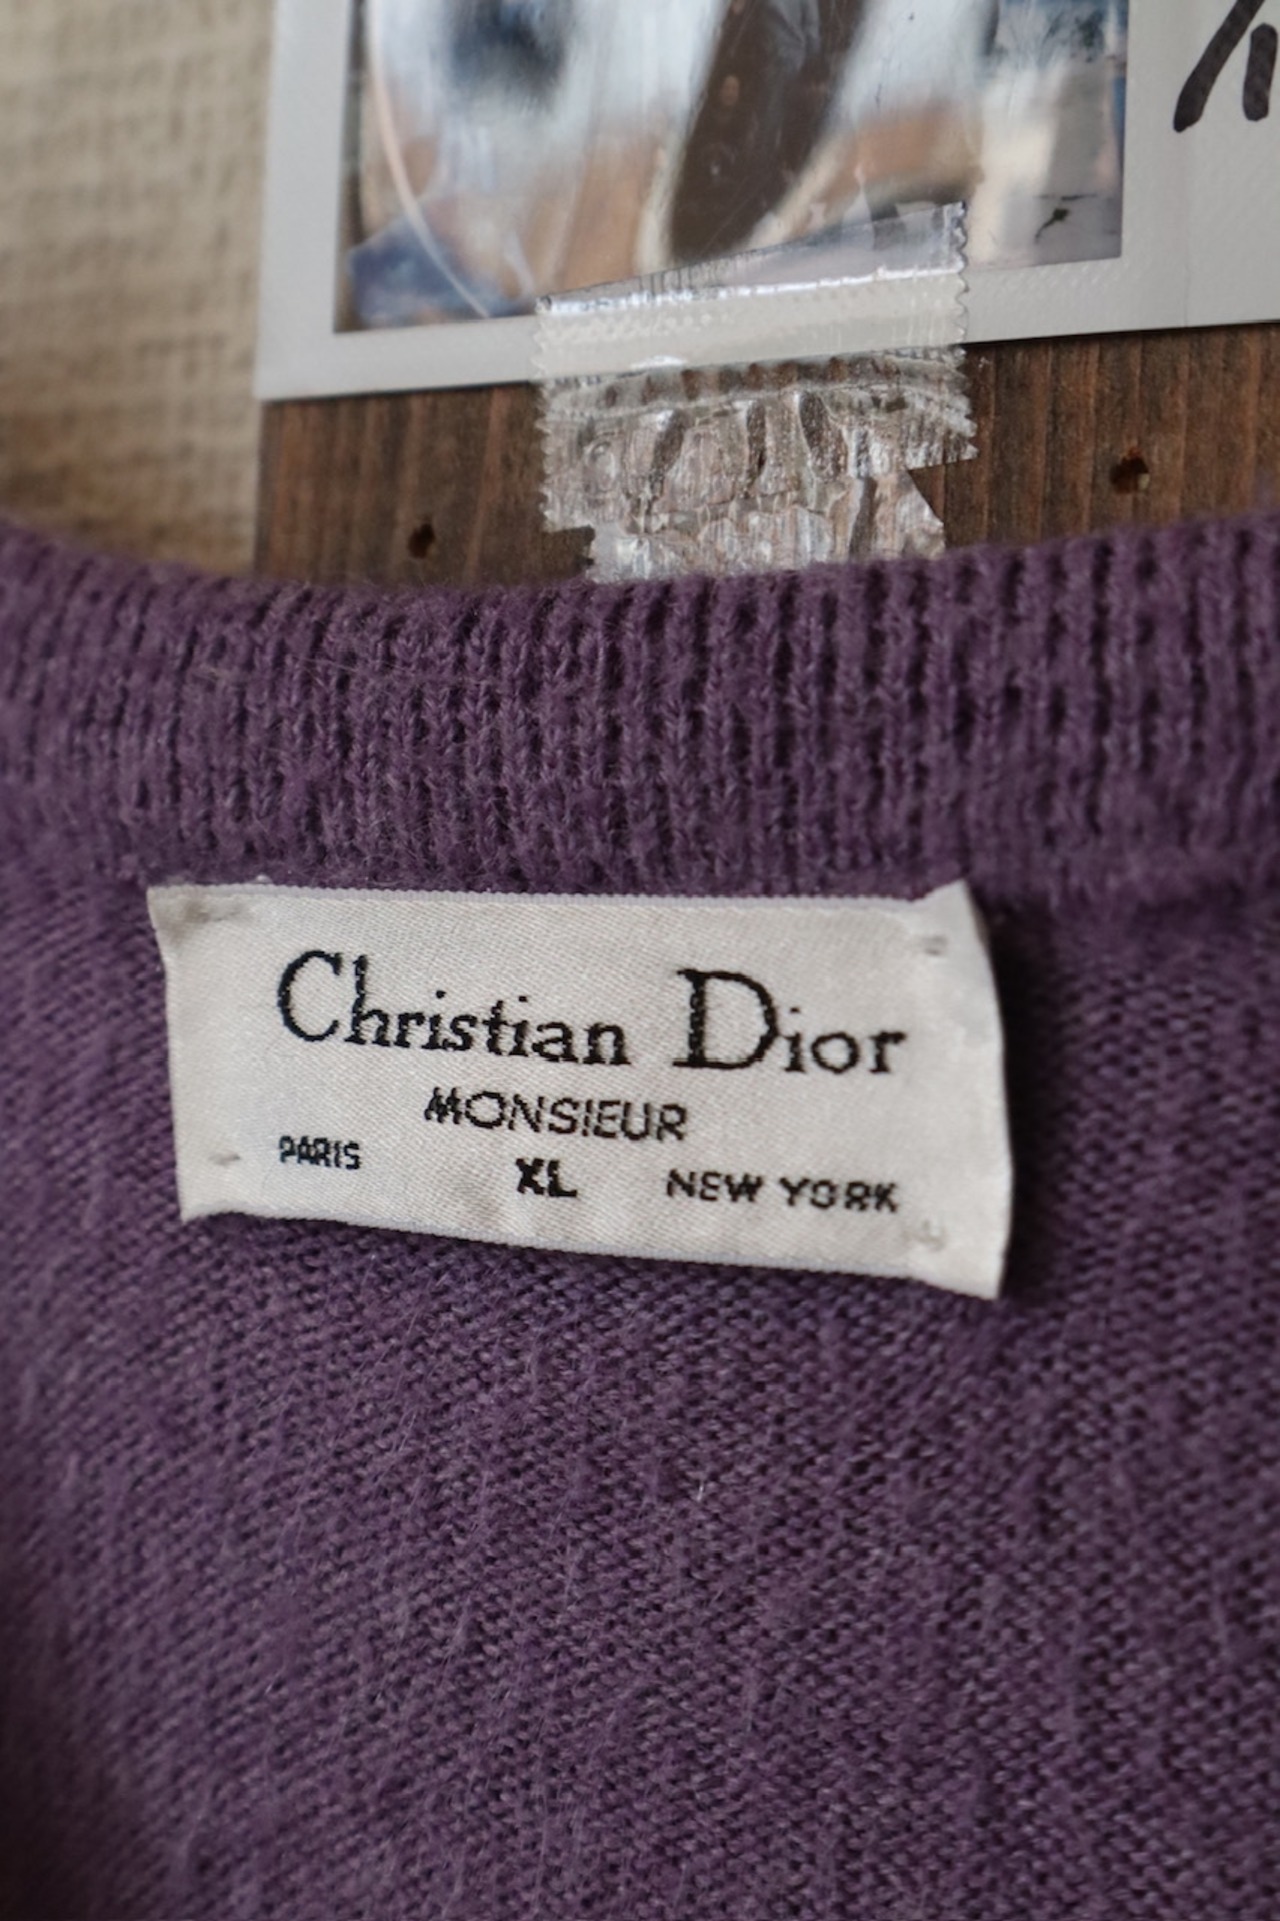 Christian Dior
MONSIEUR
PARIS XL NEW YORK